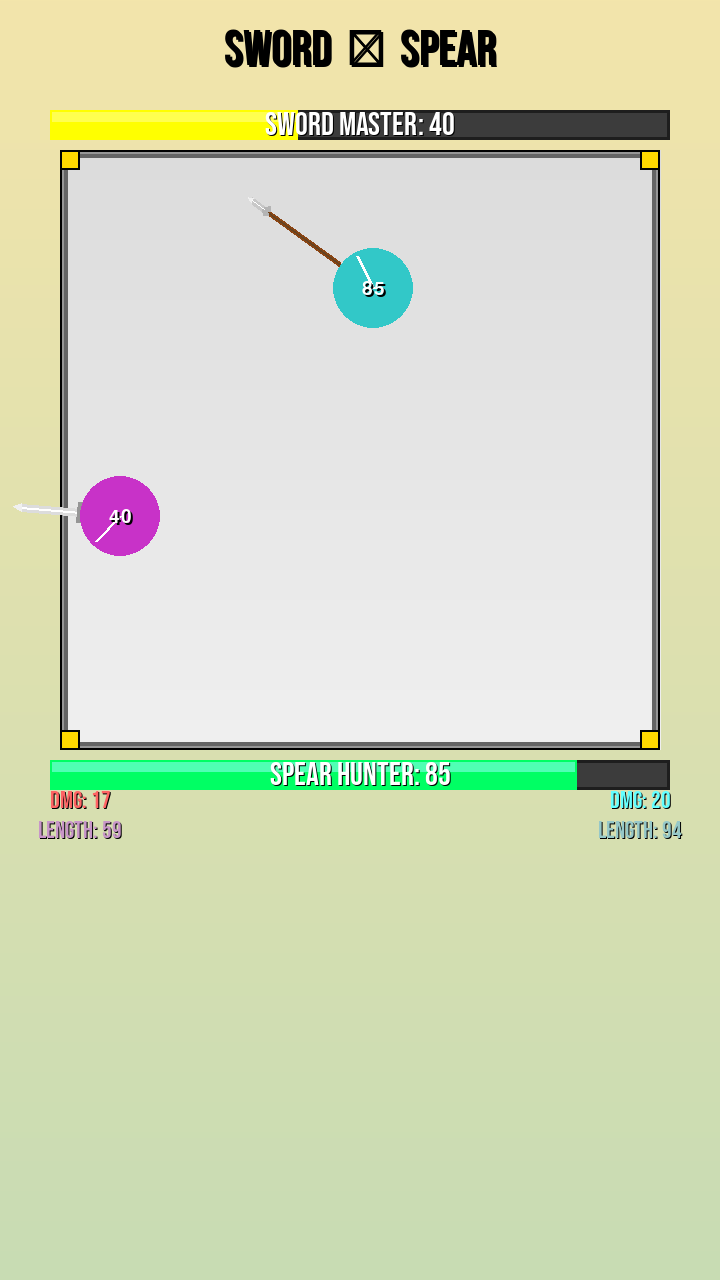 SWORD ☒ SPEAR
SWORD MASTER: 40
85
40
SPEAR HUNTER: 85
DMG: 17
DMG: 20
LENGTH: 59
LENGTH: 94